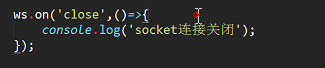 ws.on('close',()=>{
console.log('socket连接关闭');
});